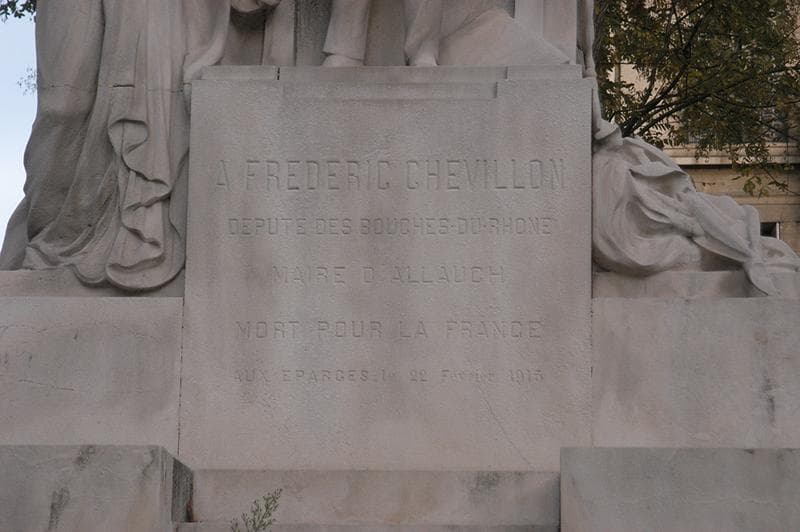 A FREDERIC CHEVILLON
DEPUTE DES BOUCHES-DU-RHONE
MAIRE D'ALLAUCH
MORT POUR LA FRANCE
AUX EPARGES, le 22 Février 1915